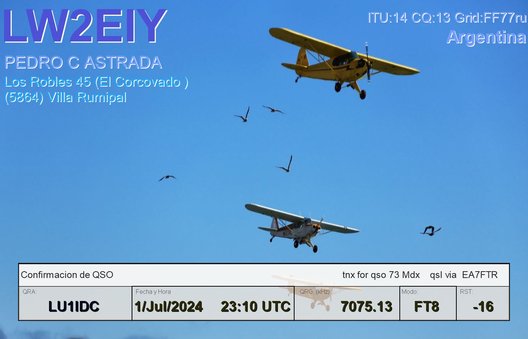 LW2EIY
ITU:14 CQ:13 Grid:FF77ru
Argentina
PEDRO C ASTRADA
Los Robles 45 (El Corcovado )
(5864) Villa Rumipal
Confirmacion de QSO tnx for qso 73 Mdx qsl via EA7FTR
QRA: Fecha y Hora QRG: (kHz) Modo: RST:
LU1IDC 1/Jul/2024 23:10 UTC 7075.13 FT8 -16